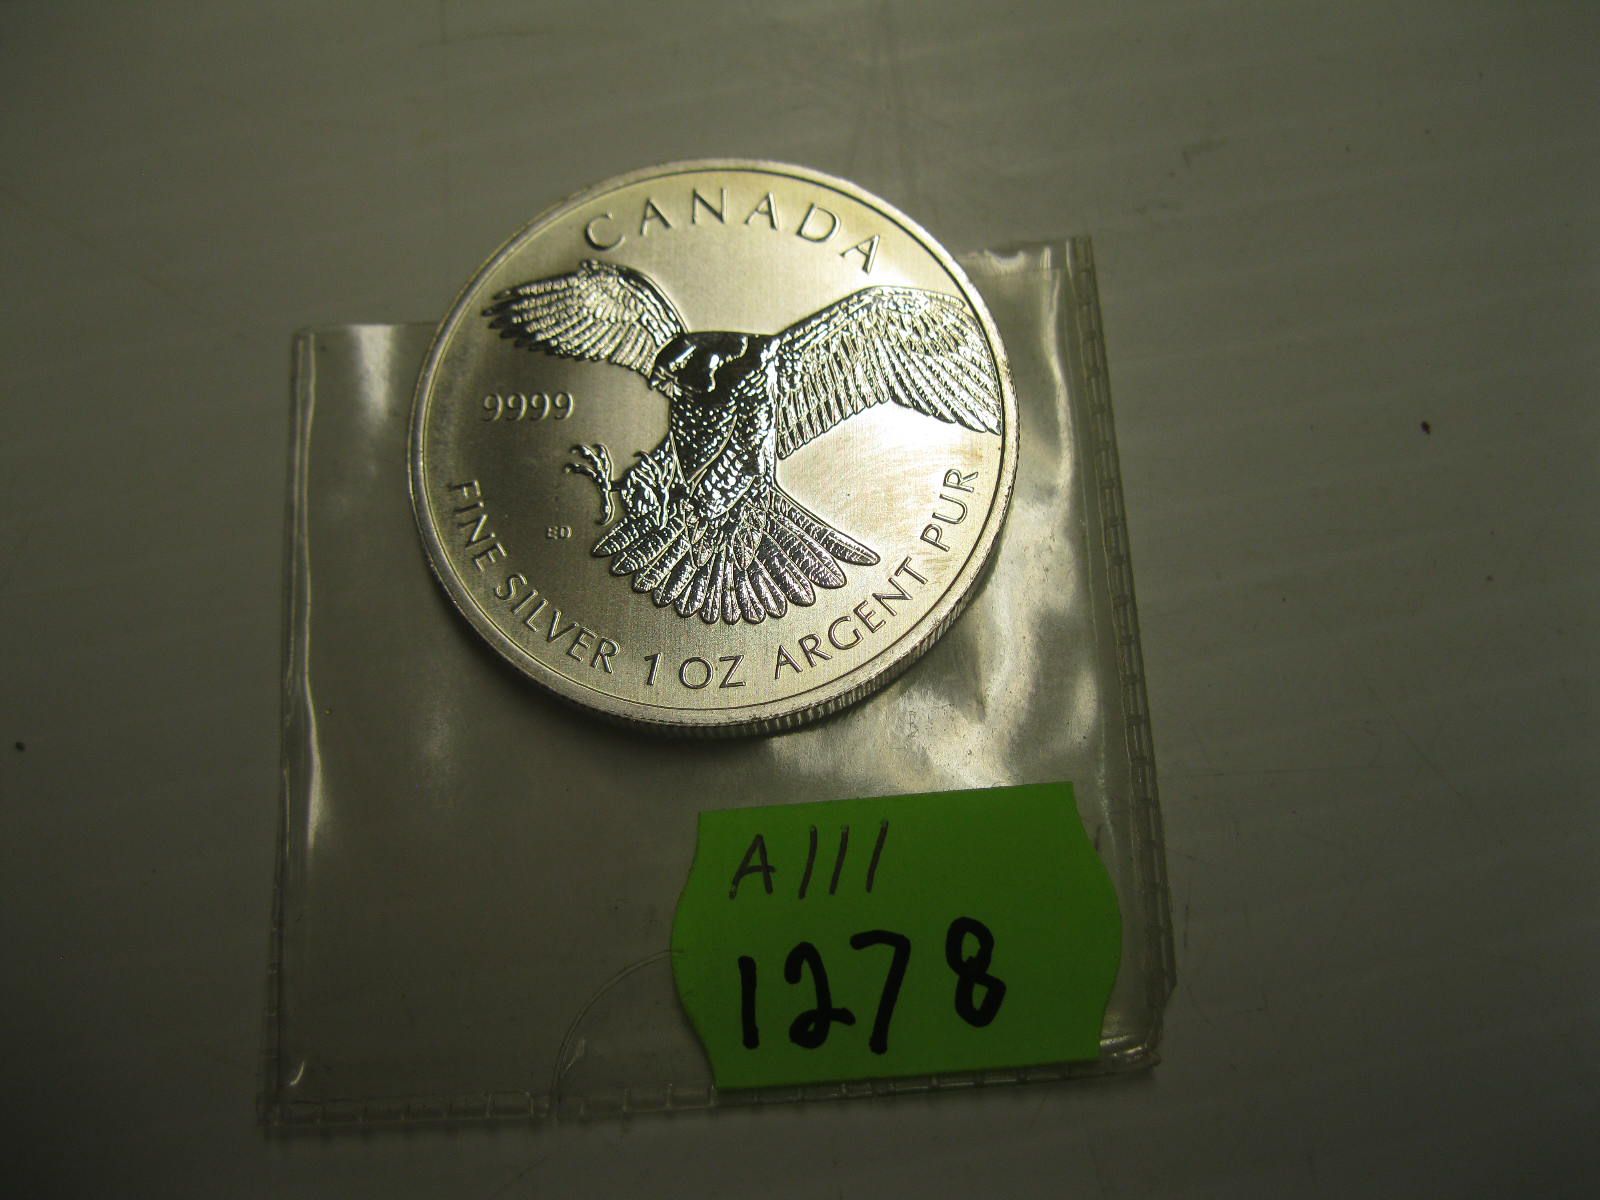 CANADA
9999
ED
FINE SILVER 1 OZ ARGENT PUR
A111
1278